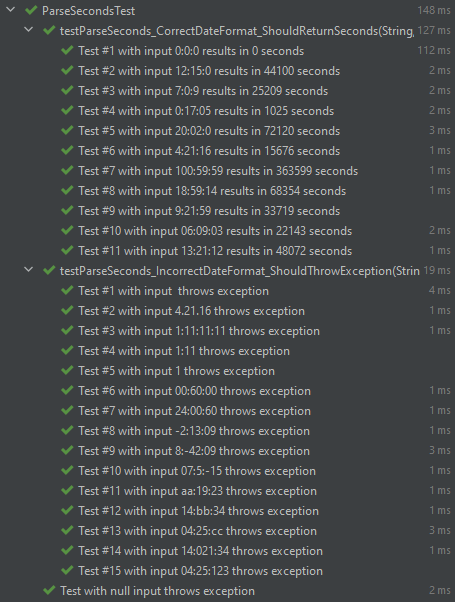 ParseSecondsTest 148 ms
testParseSeconds_CorrectDateFormat_ShouldReturnSeconds(String, 127 ms
Test #1 with input 0:0:0 results in 0 seconds 112 ms
Test #2 with input 12:15:0 results in 44100 seconds 2 ms
Test #3 with input 7:0:9 results in 25209 seconds 2 ms
Test #4 with input 0:17:05 results in 1025 seconds 2 ms
Test #5 with input 20:02:0 results in 72120 seconds 3 ms
Test #6 with input 4:21:16 results in 15676 seconds 1 ms
Test #7 with input 100:59:59 results in 363599 seconds 1 ms
Test #8 with input 18:59:14 results in 68354 seconds 1 ms
Test #9 with input 9:21:59 results in 33719 seconds
Test #10 with input 06:09:03 results in 22143 seconds 2 ms
Test #11 with input 13:21:12 results in 48072 seconds 1 ms
testParseSeconds_IncorrectDateFormat_ShouldThrowException(Strin 19 ms
Test #1 with input  throws exception 4 ms
Test #2 with input 4.21.16 throws exception 1 ms
Test #3 with input 1:11:11:11 throws exception 1 ms
Test #4 with input 1:11 throws exception
Test #5 with input 1 throws exception
Test #6 with input 00:60:00 throws exception 1 ms
Test #7 with input 24:00:60 throws exception 1 ms
Test #8 with input -2:13:09 throws exception 1 ms
Test #9 with input 8:-42:09 throws exception 3 ms
Test #10 with input 07:5:-15 throws exception 1 ms
Test #11 with input aa:19:23 throws exception 1 ms
Test #12 with input 14:bb:34 throws exception 1 ms
Test #13 with input 04:25:cc throws exception 3 ms
Test #14 with input 14:021:34 throws exception 1 ms
Test #15 with input 04:25:123 throws exception
Test with null input throws exception 2 ms